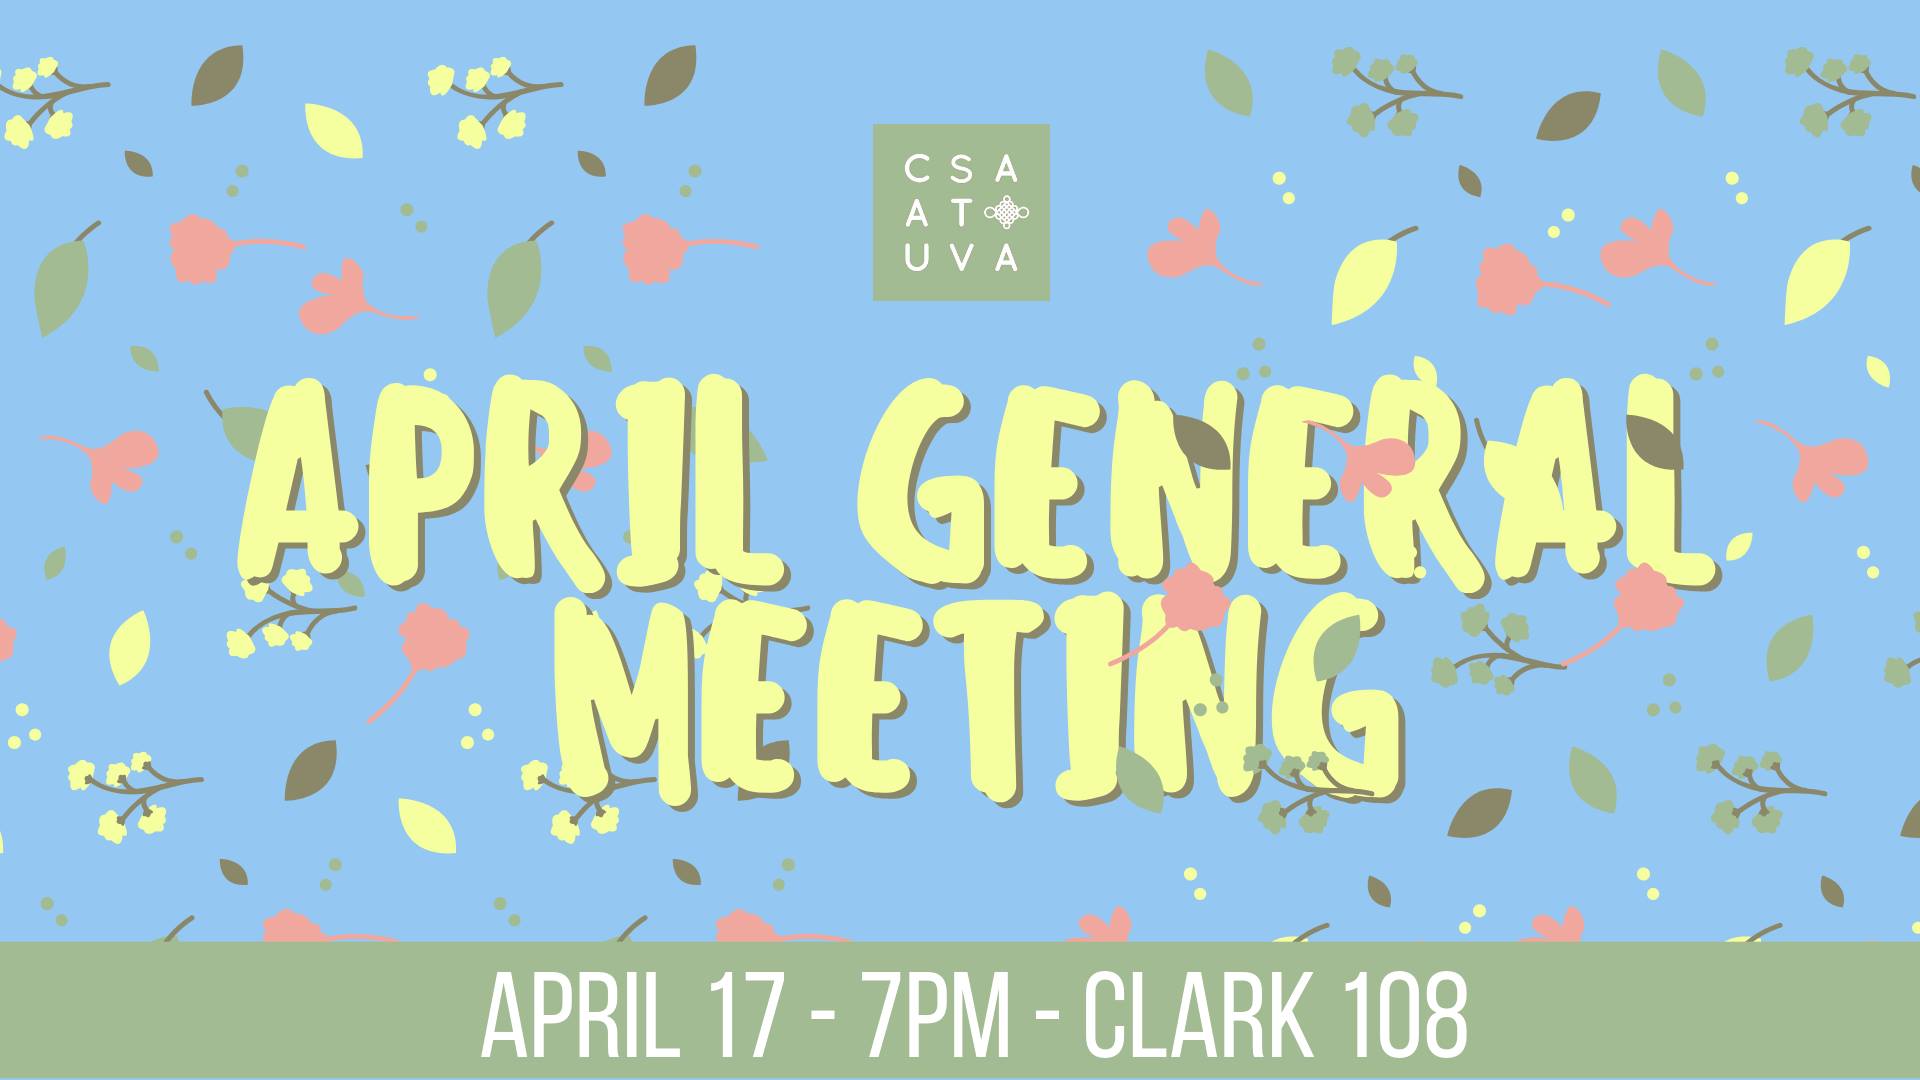 CSA
AT
UVA
APRIL GENERAL
MEETING
APRIL 17 - 7PM - CLARK 108